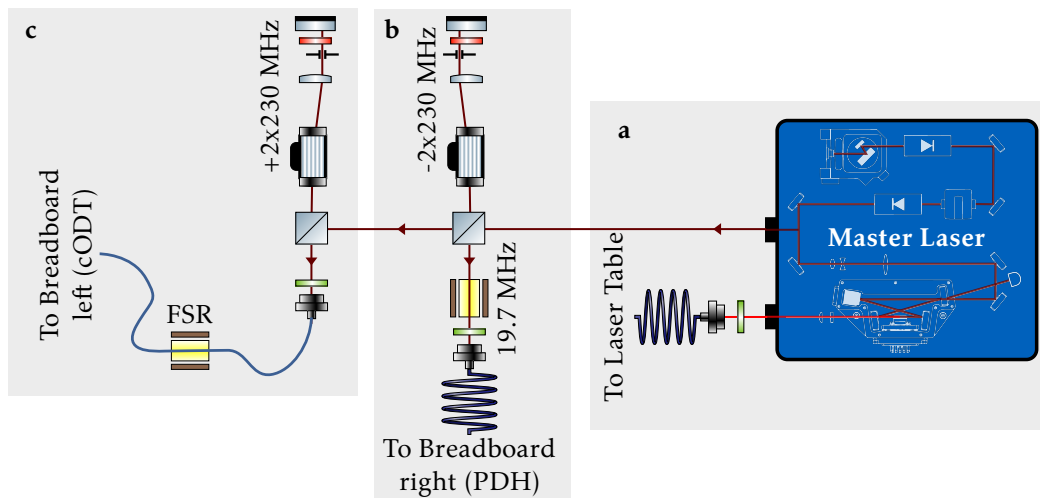 c
+2x230 MHz
To Breadboard
left (cODT)
FSR
b
-2x230 MHz
19.7 MHz
To Breadboard
right (PDH)
a
Master Laser
To Laser Table